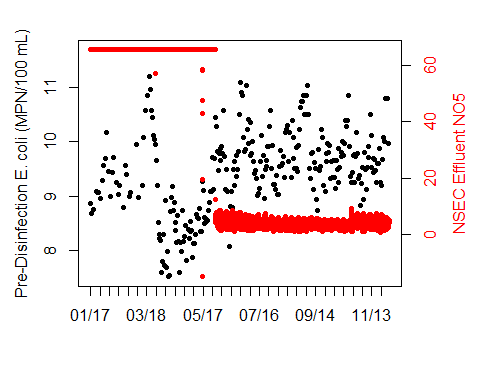 Pre-Disinfection E. coli (MPN/100 mL)
11
10
9
8
60
40
20
0
NSEC Effluent NO5
01/17 03/18 05/17 07/16 09/14 11/13